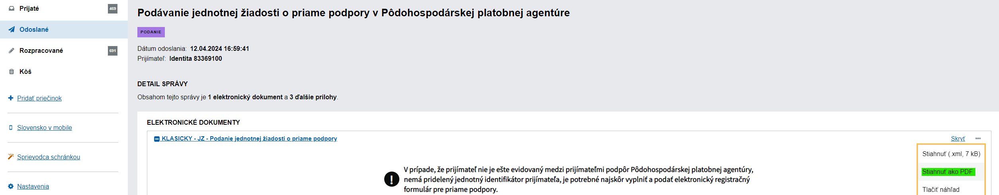 Prijaté
469
Odoslané
Rozpracované
691
Kôš
Pridať priečinok
Slovensko v mobile
Sprievodca schránkou
Nastavenia
Podávanie jednotnej žiadosti o priame podpory v Pôdohospodárskej platobnej agentúre
PODANIE
Dátum odoslania: 12.04.2024 16:59:41
Prijímateľ: Identita 83369100
DETAIL SPRÁVY
Obsahom tejto správy je 1 elektronický dokument a 3 ďalšie prílohy.
ELEKTRONICKÉ DOKUMENTY
KLASICKY - JZ - Podanie jednotnej žiadosti o priame podpory
Skryť
Stiahnuť (.xml, 7 kB)
Stiahnuť ako PDF
Tlačiť náhľad
V prípade, že prijímateľ nie je ešte evidovaný medzi prijímateľmi podpôr Pôdohospodárskej platobnej agentúry,
nemá pridelený jednotný identifikátor prijímateľa, je potrebné najskôr vyplniť a podať elektronický registračný
formulár pre priame podpory.